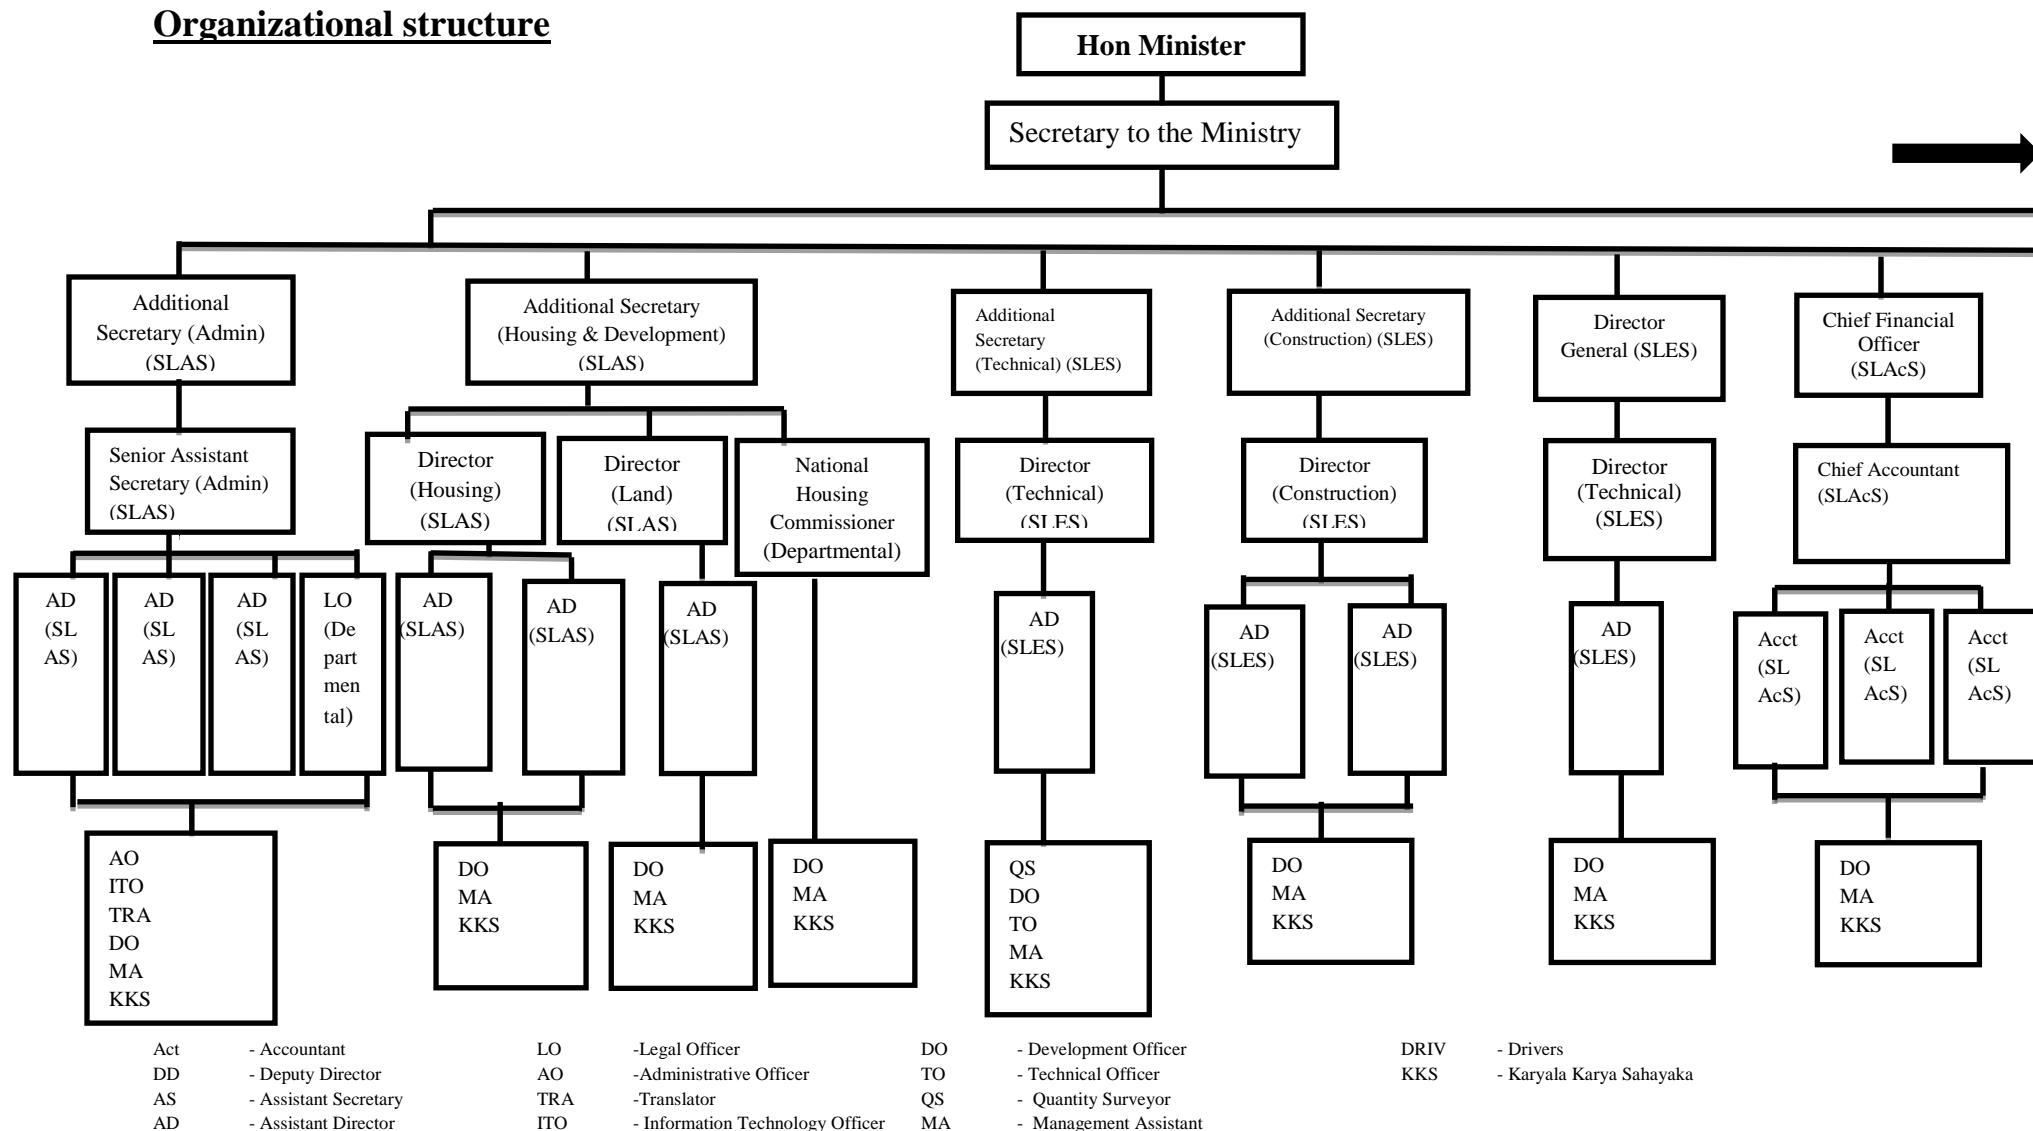 Organizational structure
Hon Minister
Secretary to the Ministry
Additional
Secretary (Admin)
(SLAS)
Additional Secretary
(Housing & Development)
(SLAS)
Additional
Secretary
(Technical) (SLES)
Additional Secretary
(Construction) (SLES)
Director
General (SLES)
Chief Financial
Officer
(SLAcS)
Senior Assistant
Secretary (Admin)
(SLAS)
Director
(Housing)
(SLAS)
Director
(Land)
(SLAS)
National
Housing
Commissioner
(Departmental)
Director
(Technical)
(SLES)
Director
(Construction)
(SLES)
Director
(Technical)
(SLES)
Chief Accountant
(SLAcS)
AD
(SL
AS)
AD
(SL
AS)
AD
(SL
AS)
LO
(De
part
men
tal)
AD
(SLAS)
AD
(SLAS)
AD
(SLAS)
AD
(SLES)
AD
(SLES)
AD
(SLES)
AD
(SLES)
Acct
(SL
AcS)
Acct
(SL
AcS)
Acct
(SL
AcS)
AO
ITO
TRA
DO
MA
KKS
DO
MA
KKS
DO
MA
KKS
DO
MA
KKS
QS
DO
TO
MA
KKS
DO
MA
KKS
DO
MA
KKS
DO
MA
KKS
Act - Accountant LO -Legal Officer DO - Development Officer DRIV - Drivers
DD - Deputy Director AO -Administrative Officer TO - Technical Officer KKS - Karyala Karya Sahayaka
AS - Assistant Secretary TRA -Translator QS - Quantity Surveyor
AD - Assistant Director ITO - Information Technology Officer MA - Management Assistant